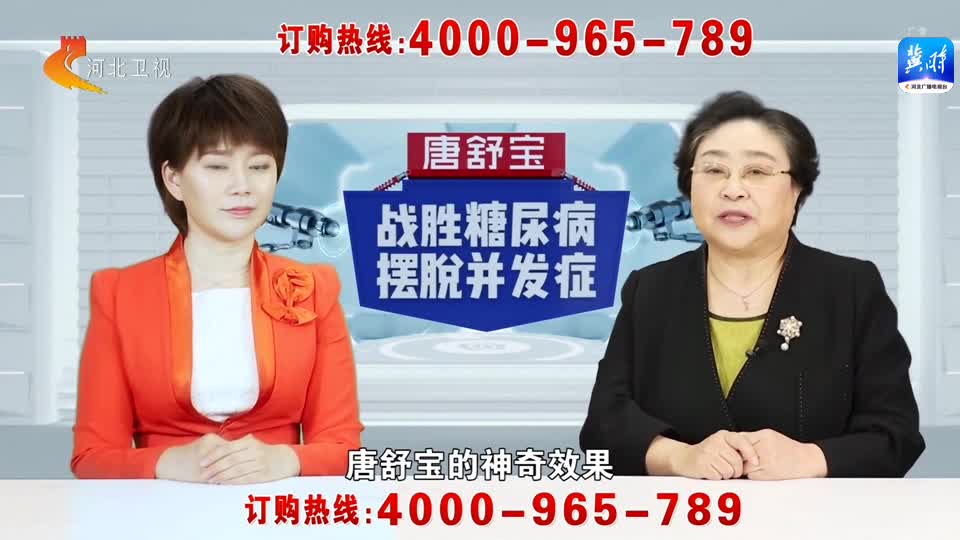 订购热线:4000-965-789
河北卫视
冀时
河北广播电视台
唐舒宝
战胜糖尿病
摆脱并发症
唐舒宝的神奇效果
订购热线:4000-965-789